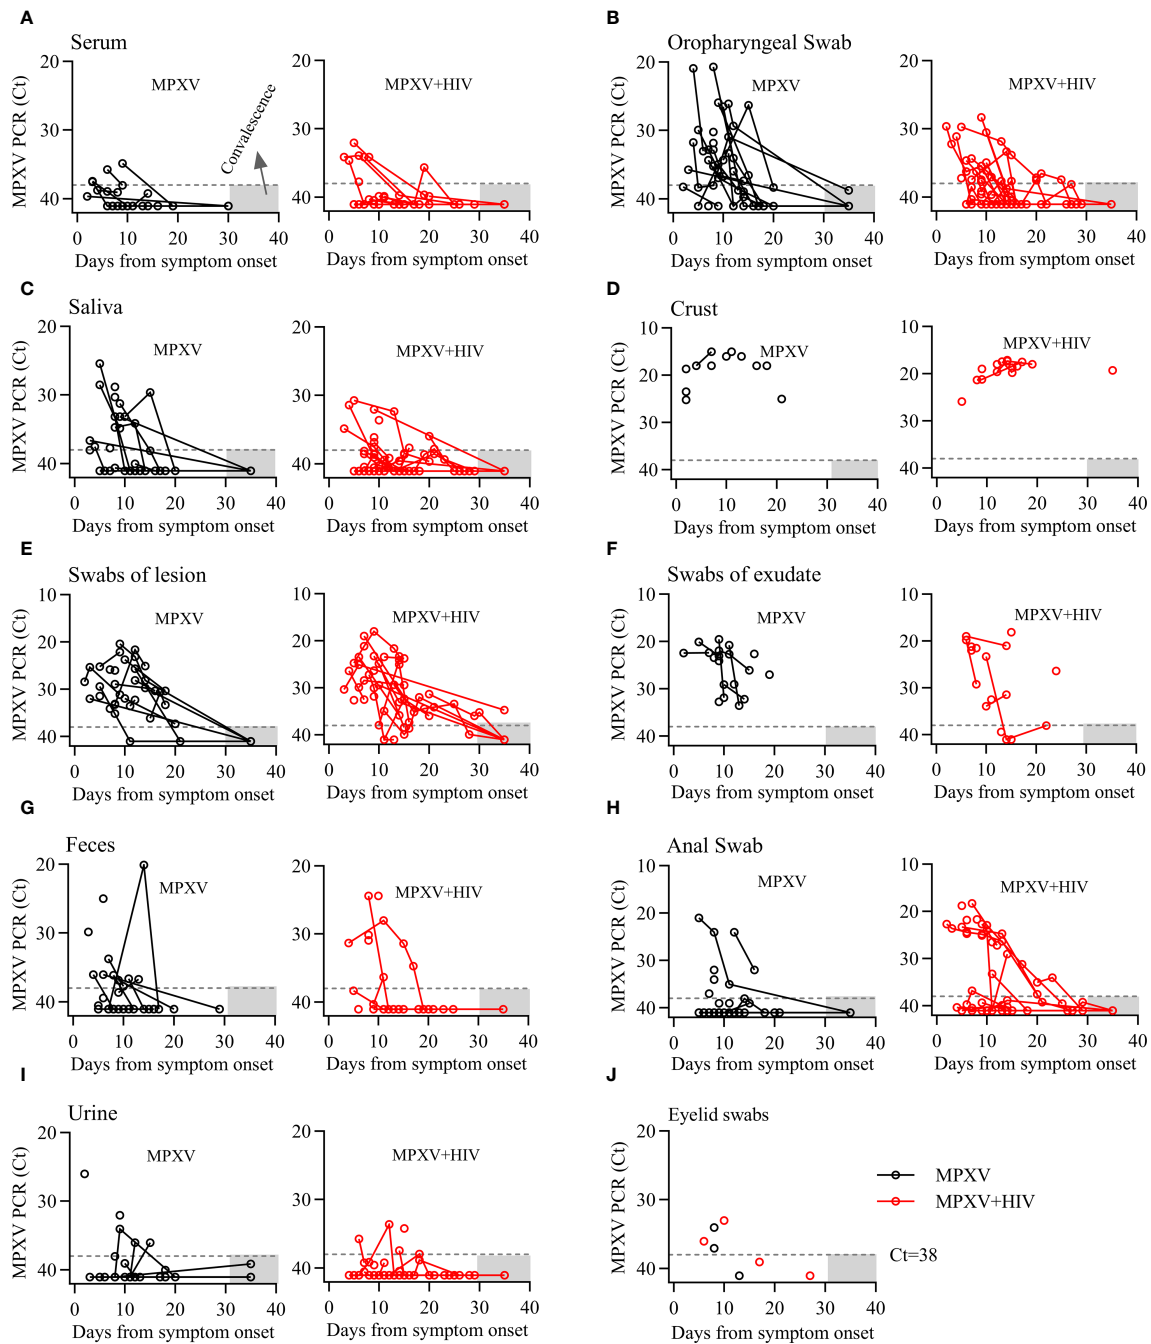 A
Serum
MPXV PCR (Ct)
20
30
40
MPXV
Convalescence
0 10 20 30 40
Days from symptom onset
20
30
40
MPXV+HIV
0 10 20 30 40
Days from symptom onset
B
Oropharyngeal Swab
MPXV PCR (Ct)
20
30
40
MPXV
0 10 20 30 40
Days from symptom onset
20
30
40
MPXV+HIV
0 10 20 30 40
Days from symptom onset
C
Saliva
MPXV PCR (Ct)
20
30
40
MPXV
0 10 20 30 40
Days from symptom onset
20
30
40
MPXV+HIV
0 10 20 30 40
Days from symptom onset
D
Crust
MPXV PCR (Ct)
10
20
30
40
MPXV
0 10 20 30 40
Days from symptom onset
10
20
30
40
MPXV+HIV
0 10 20 30 40
Days from symptom onset
E
Swabs of lesion
MPXV PCR (Ct)
10
20
30
40
MPXV
0 10 20 30 40
Days from symptom onset
10
20
30
40
MPXV+HIV
0 10 20 30 40
Days from symptom onset
F
Swabs of exudate
MPXV PCR (Ct)
10
20
30
40
MPXV
0 10 20 30 40
Days from symptom onset
10
20
30
40
MPXV+HIV
0 10 20 30 40
Days from symptom onset
G
Feces
MPXV PCR (Ct)
20
30
40
MPXV
0 10 20 30 40
Days from symptom onset
20
30
40
MPXV+HIV
0 10 20 30 40
Days from symptom onset
H
Anal Swab
MPXV PCR (Ct)
10
20
30
40
MPXV
0 10 20 30 40
Days from symptom onset
10
20
30
40
MPXV+HIV
0 10 20 30 40
Days from symptom onset
I
Urine
MPXV PCR (Ct)
20
30
40
MPXV
0 10 20 30 40
Days from symptom onset
20
30
40
MPXV+HIV
0 10 20 30 40
Days from symptom onset
J
Eyelid swabs
MPXV PCR (Ct)
20
30
40
0 10 20 30 40
Days from symptom onset
MPXV
MPXV+HIV
Ct=38